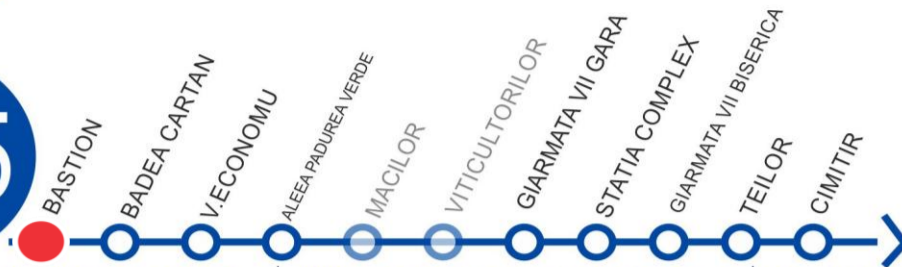 BASTION
BADEA CARTAN
V.ECONOMU
ALEEA PADUREA VERDE
MACILOR
VITICULTORILOR
GIARMATA VII GARA
STATIA COMPLEX
GIARMATA VII BISERICA
TEILOR
CIMITIR